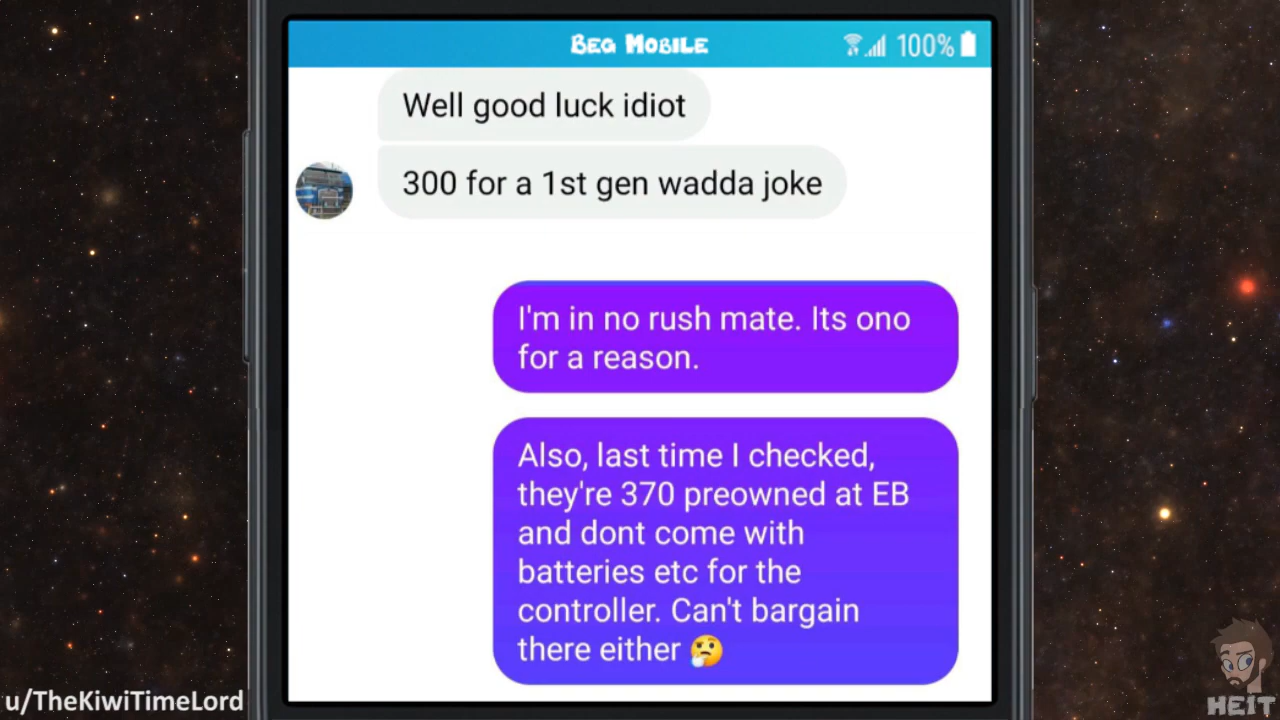 Beg Mobile
100%
Well good luck idiot
300 for a 1st gen wadda joke
I'm in no rush mate. Its ono
for a reason.
Also, last time I checked,
they're 370 preowned at EB
and dont come with
batteries etc for the
controller. Can't bargain
there either 🤔
u/TheKiwiTimeLord
HEIT